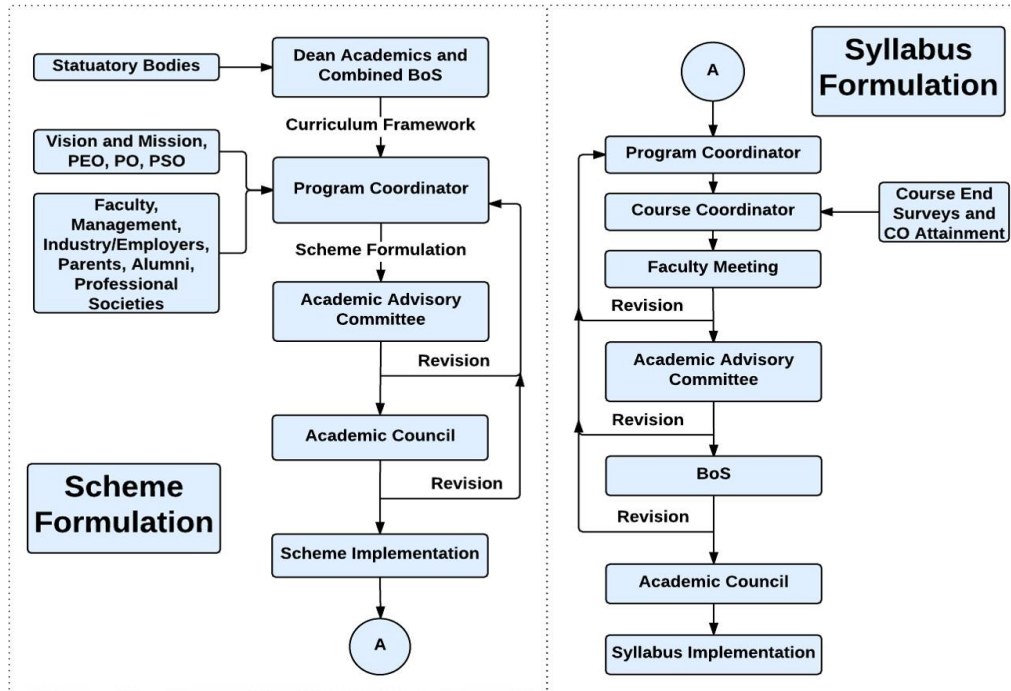 Statuatory Bodies
Dean Academics and
Combined BoS
Curriculum Framework
Vision and Mission,
PEO, PO, PSO
Program Coordinator
Faculty,
Management,
Industry/Employers,
Parents, Alumni,
Professional
Societies
Scheme Formulation
Academic Advisory
Committee
Revision
Academic Council
Revision
Scheme
Formulation
Scheme Implementation
A
Syllabus
Formulation
A
Program Coordinator
Course Coordinator
Course End
Surveys and
CO Attainment
Faculty Meeting
Revision
Academic Advisory
Committee
Revision
BoS
Revision
Academic Council
Syllabus Implementation